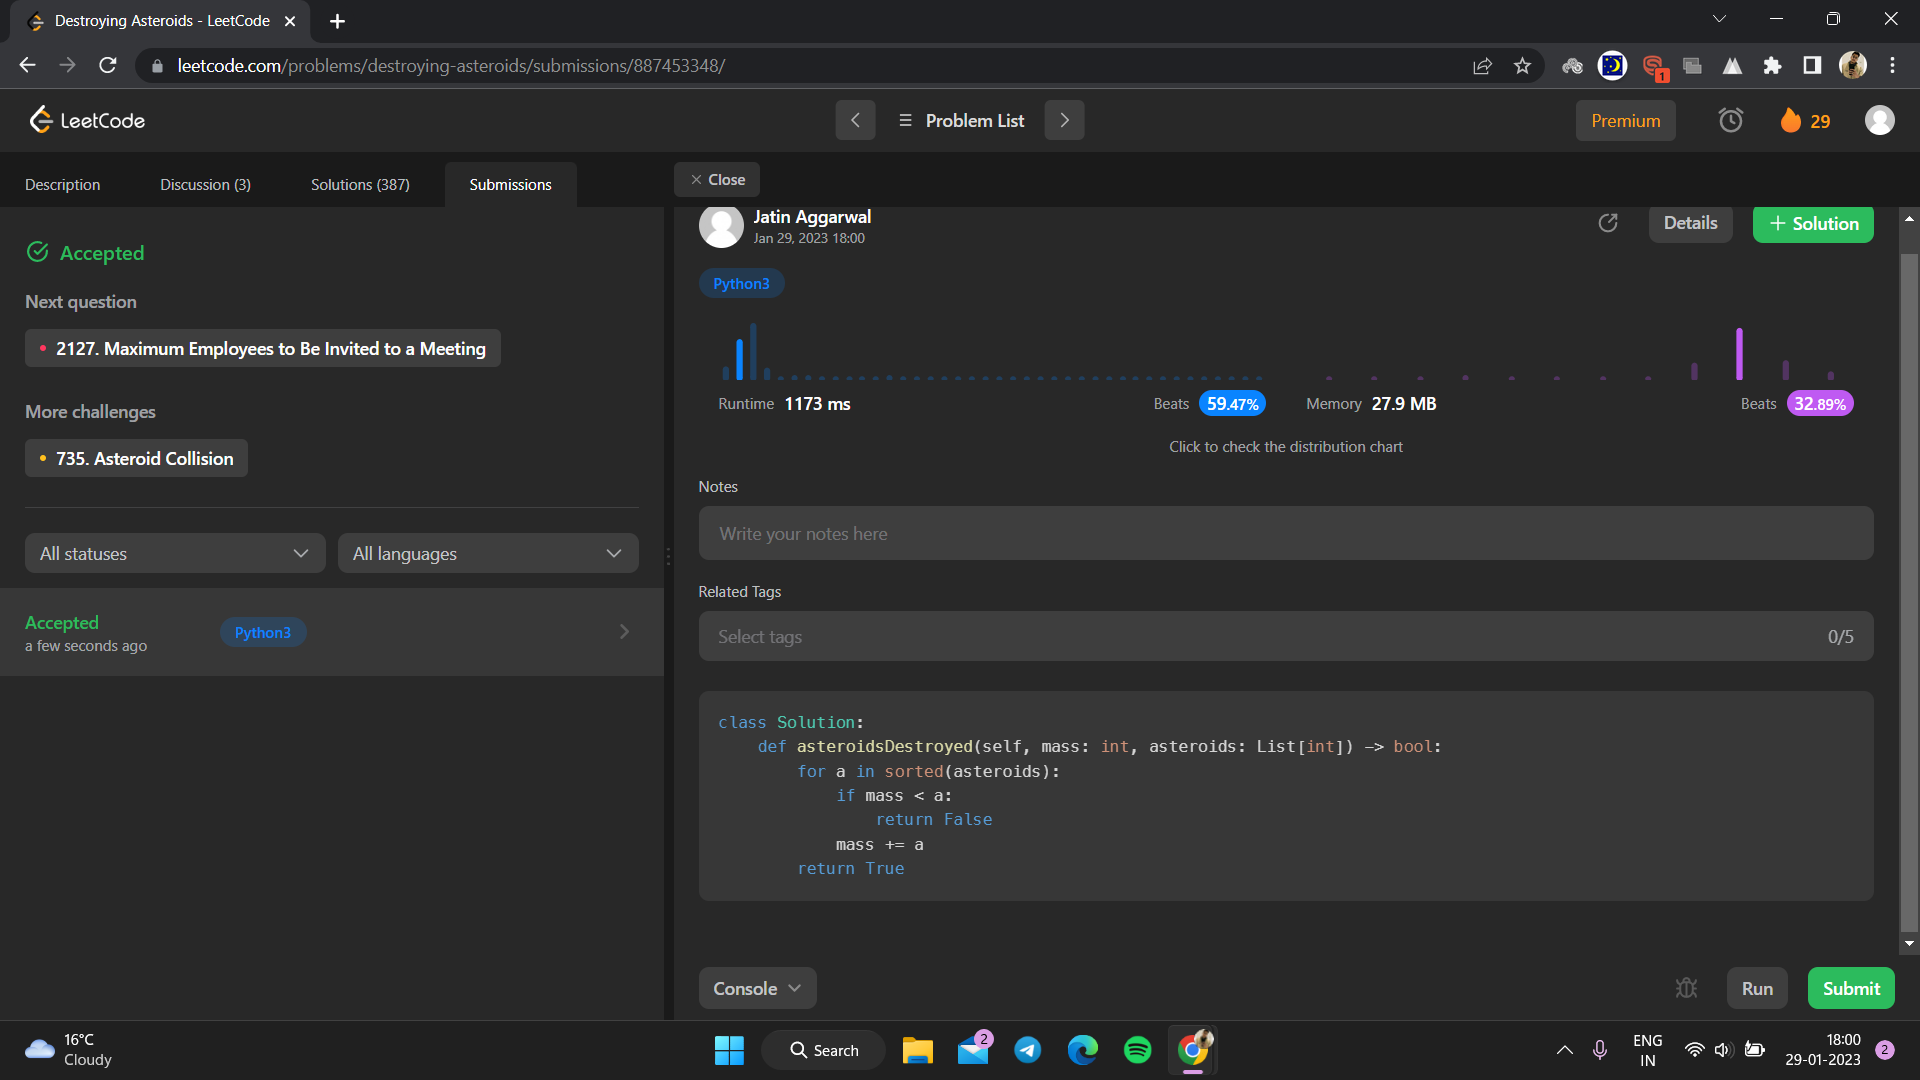 Destroying Asteroids - LeetCode
leetcode.com/problems/destroying-asteroids/submissions/887453348/
1
LeetCode
Problem List
Premium
29
Description
Discussion (3)
Solutions (387)
Submissions
Close
Accepted
Next question
2127. Maximum Employees to Be Invited to a Meeting
More challenges
735. Asteroid Collision
All statuses
All languages
Accepted
a few seconds ago
Python3
Jatin Aggarwal
Jan 29, 2023 18:00
Details
+ Solution
Python3
Runtime 1173 ms
Beats 59.47%
Memory 27.9 MB
Beats 32.89%
Click to check the distribution chart
Notes
Write your notes here
Related Tags
Select tags
0/5
class Solution:
    def asteroidsDestroyed(self, mass: int, asteroids: List[int]) -> bool:
        for a in sorted(asteroids):
            if mass < a:
                return False
            mass += a
        return True
Console
Run
Submit
16°C
Cloudy
Search
2
ENG
IN
18:00
29-01-2023
2